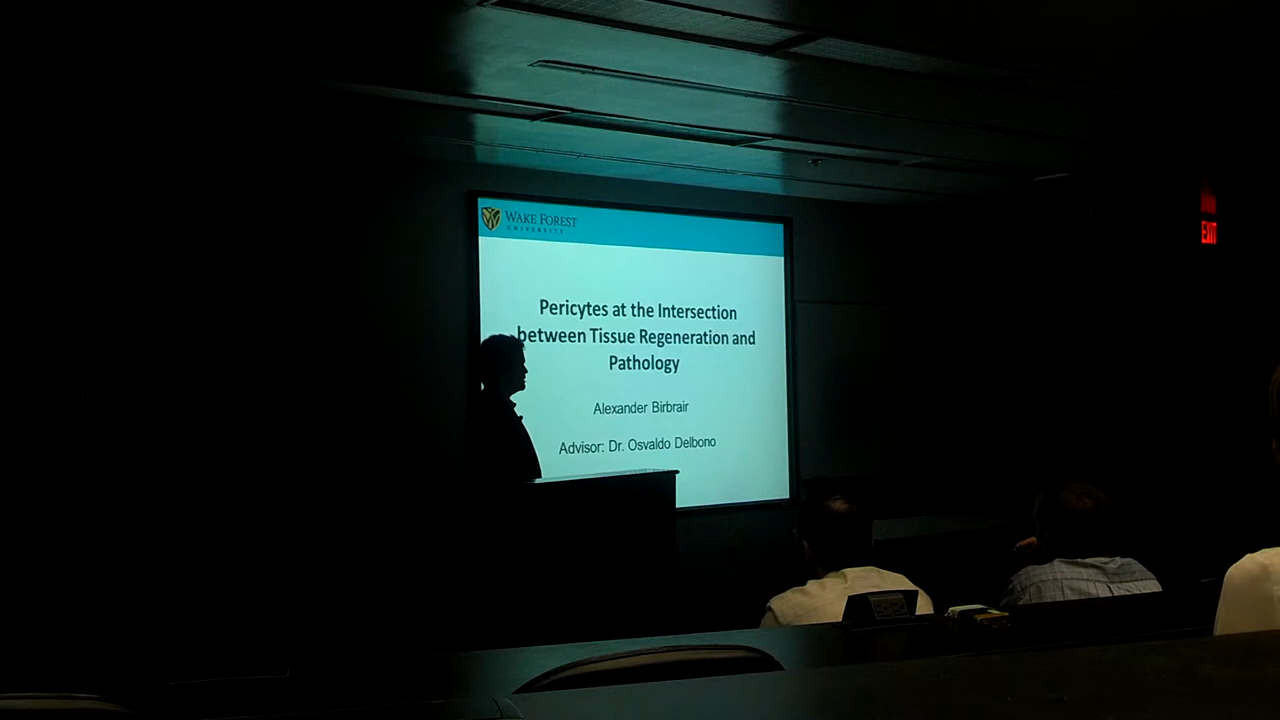 WAKE FOREST
UNIVERSITY
Pericytes at the Intersection
between Tissue Regeneration and
Pathology
Alexander Birbrair
Advisor: Dr. Osvaldo Delbono
EXIT